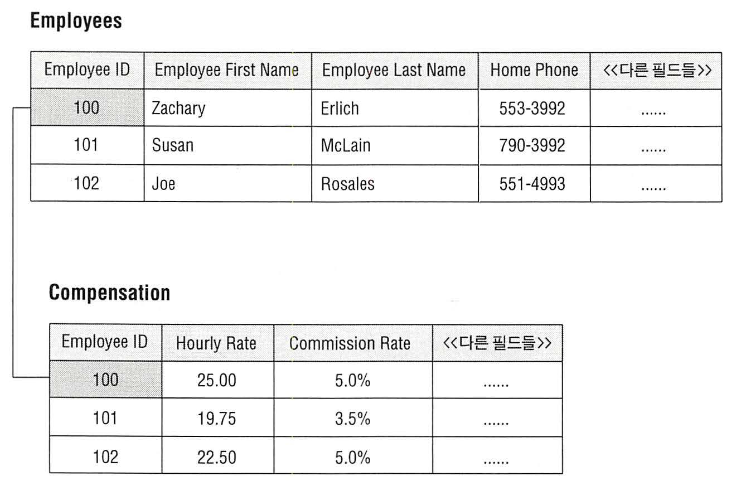 Employees
Employee ID Employee First Name Employee Last Name Home Phone <<다른 필드들>>
100 Zachary Erlich 553-3992 ......
101 Susan McLain 790-3992 ......
102 Joe Rosales 551-4993 ......
Compensation
Employee ID Hourly Rate Commission Rate <<다른 필드들>>
100 25.00 5.0% ......
101 19.75 3.5% ......
102 22.50 5.0% ......